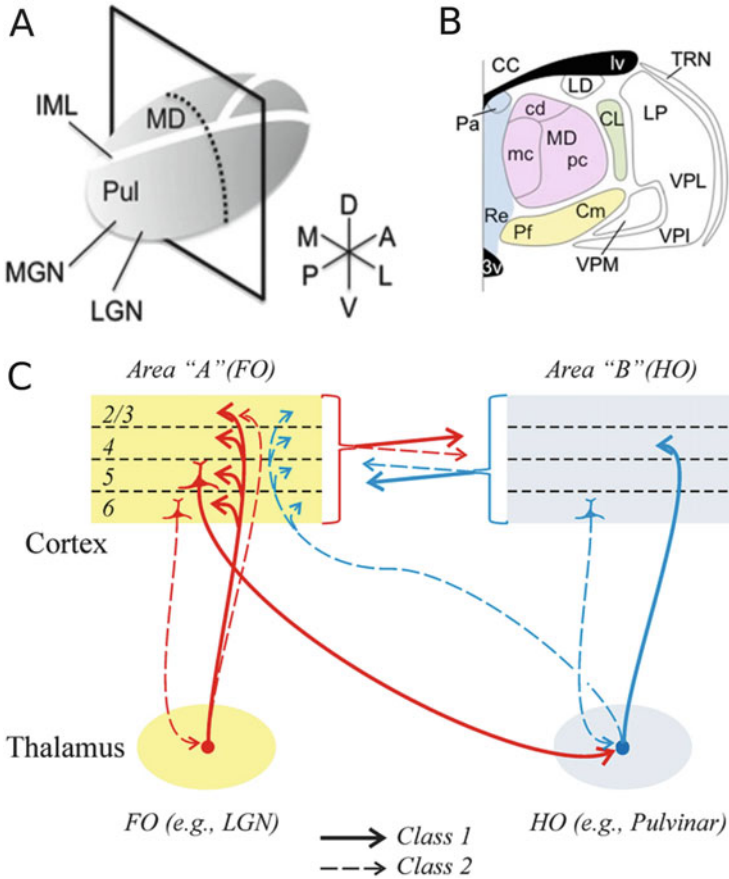 A
IML
MD
Pul
MGN
LGN
D
M A
P L
V
B
CC
lv
TRN
LD
Pa
cd
CL
LP
mc
MD
pc
VPL
Re
Cm
Pf
VPI
VPM
3v
C
Area “A”(FO)
Area “B”(HO)
2/3
4
5
6
Cortex
Thalamus
FO (e.g., LGN)
HO (e.g., Pulvinar)
Class 1
Class 2